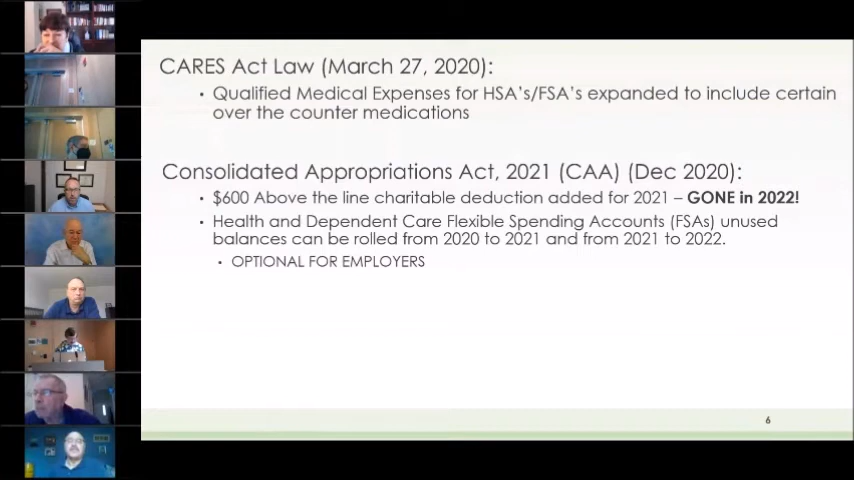 CARES Act Law (March 27, 2020):
· Qualified Medical Expenses for HSA's/FSA's expanded to include certain
over the counter medications
Consolidated Appropriations Act, 2021 (CAA) (Dec 2020):
· $600 Above the line charitable deduction added for 2021 – GONE in 2022!
· Health and Dependent Care Flexible Spending Accounts (FSAs) unused
balances can be rolled from 2020 to 2021 and from 2021 to 2022.
· OPTIONAL FOR EMPLOYERS
6